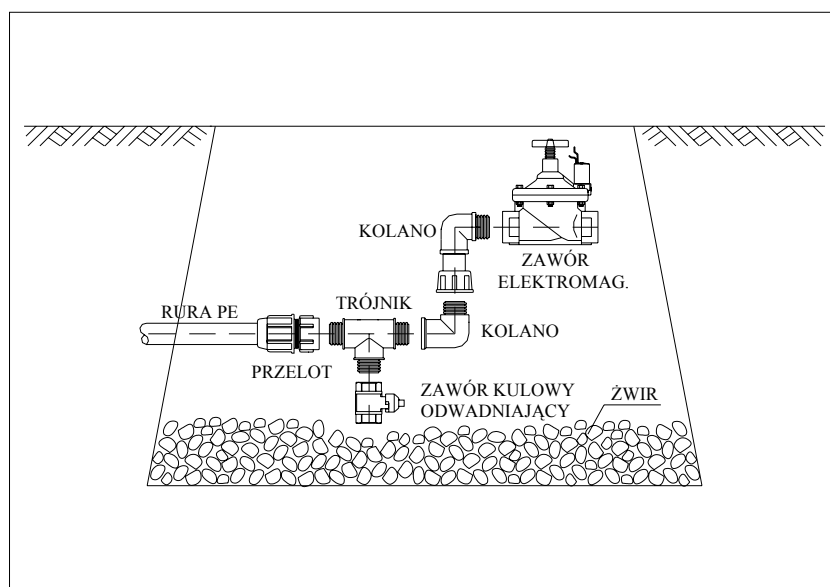 KOLANO
ZAWÓR
ELEKTROMAG.
RURA PE
TRÓJNIK
KOLANO
PRZELOT
ZAWÓR KULOWY
ODWADNIAJĄCY
ŻWIR